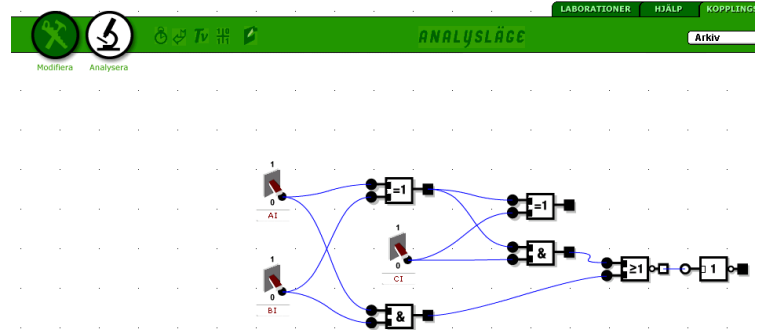 LABORATIONER HJÄLP KOPPLINGS
Tv
ANALYSLÄGE
Arkiv
Modifiera Analysera
1
0
AI
=1
=1
1
0
CI
&
1
0
BI
≥1
1
&